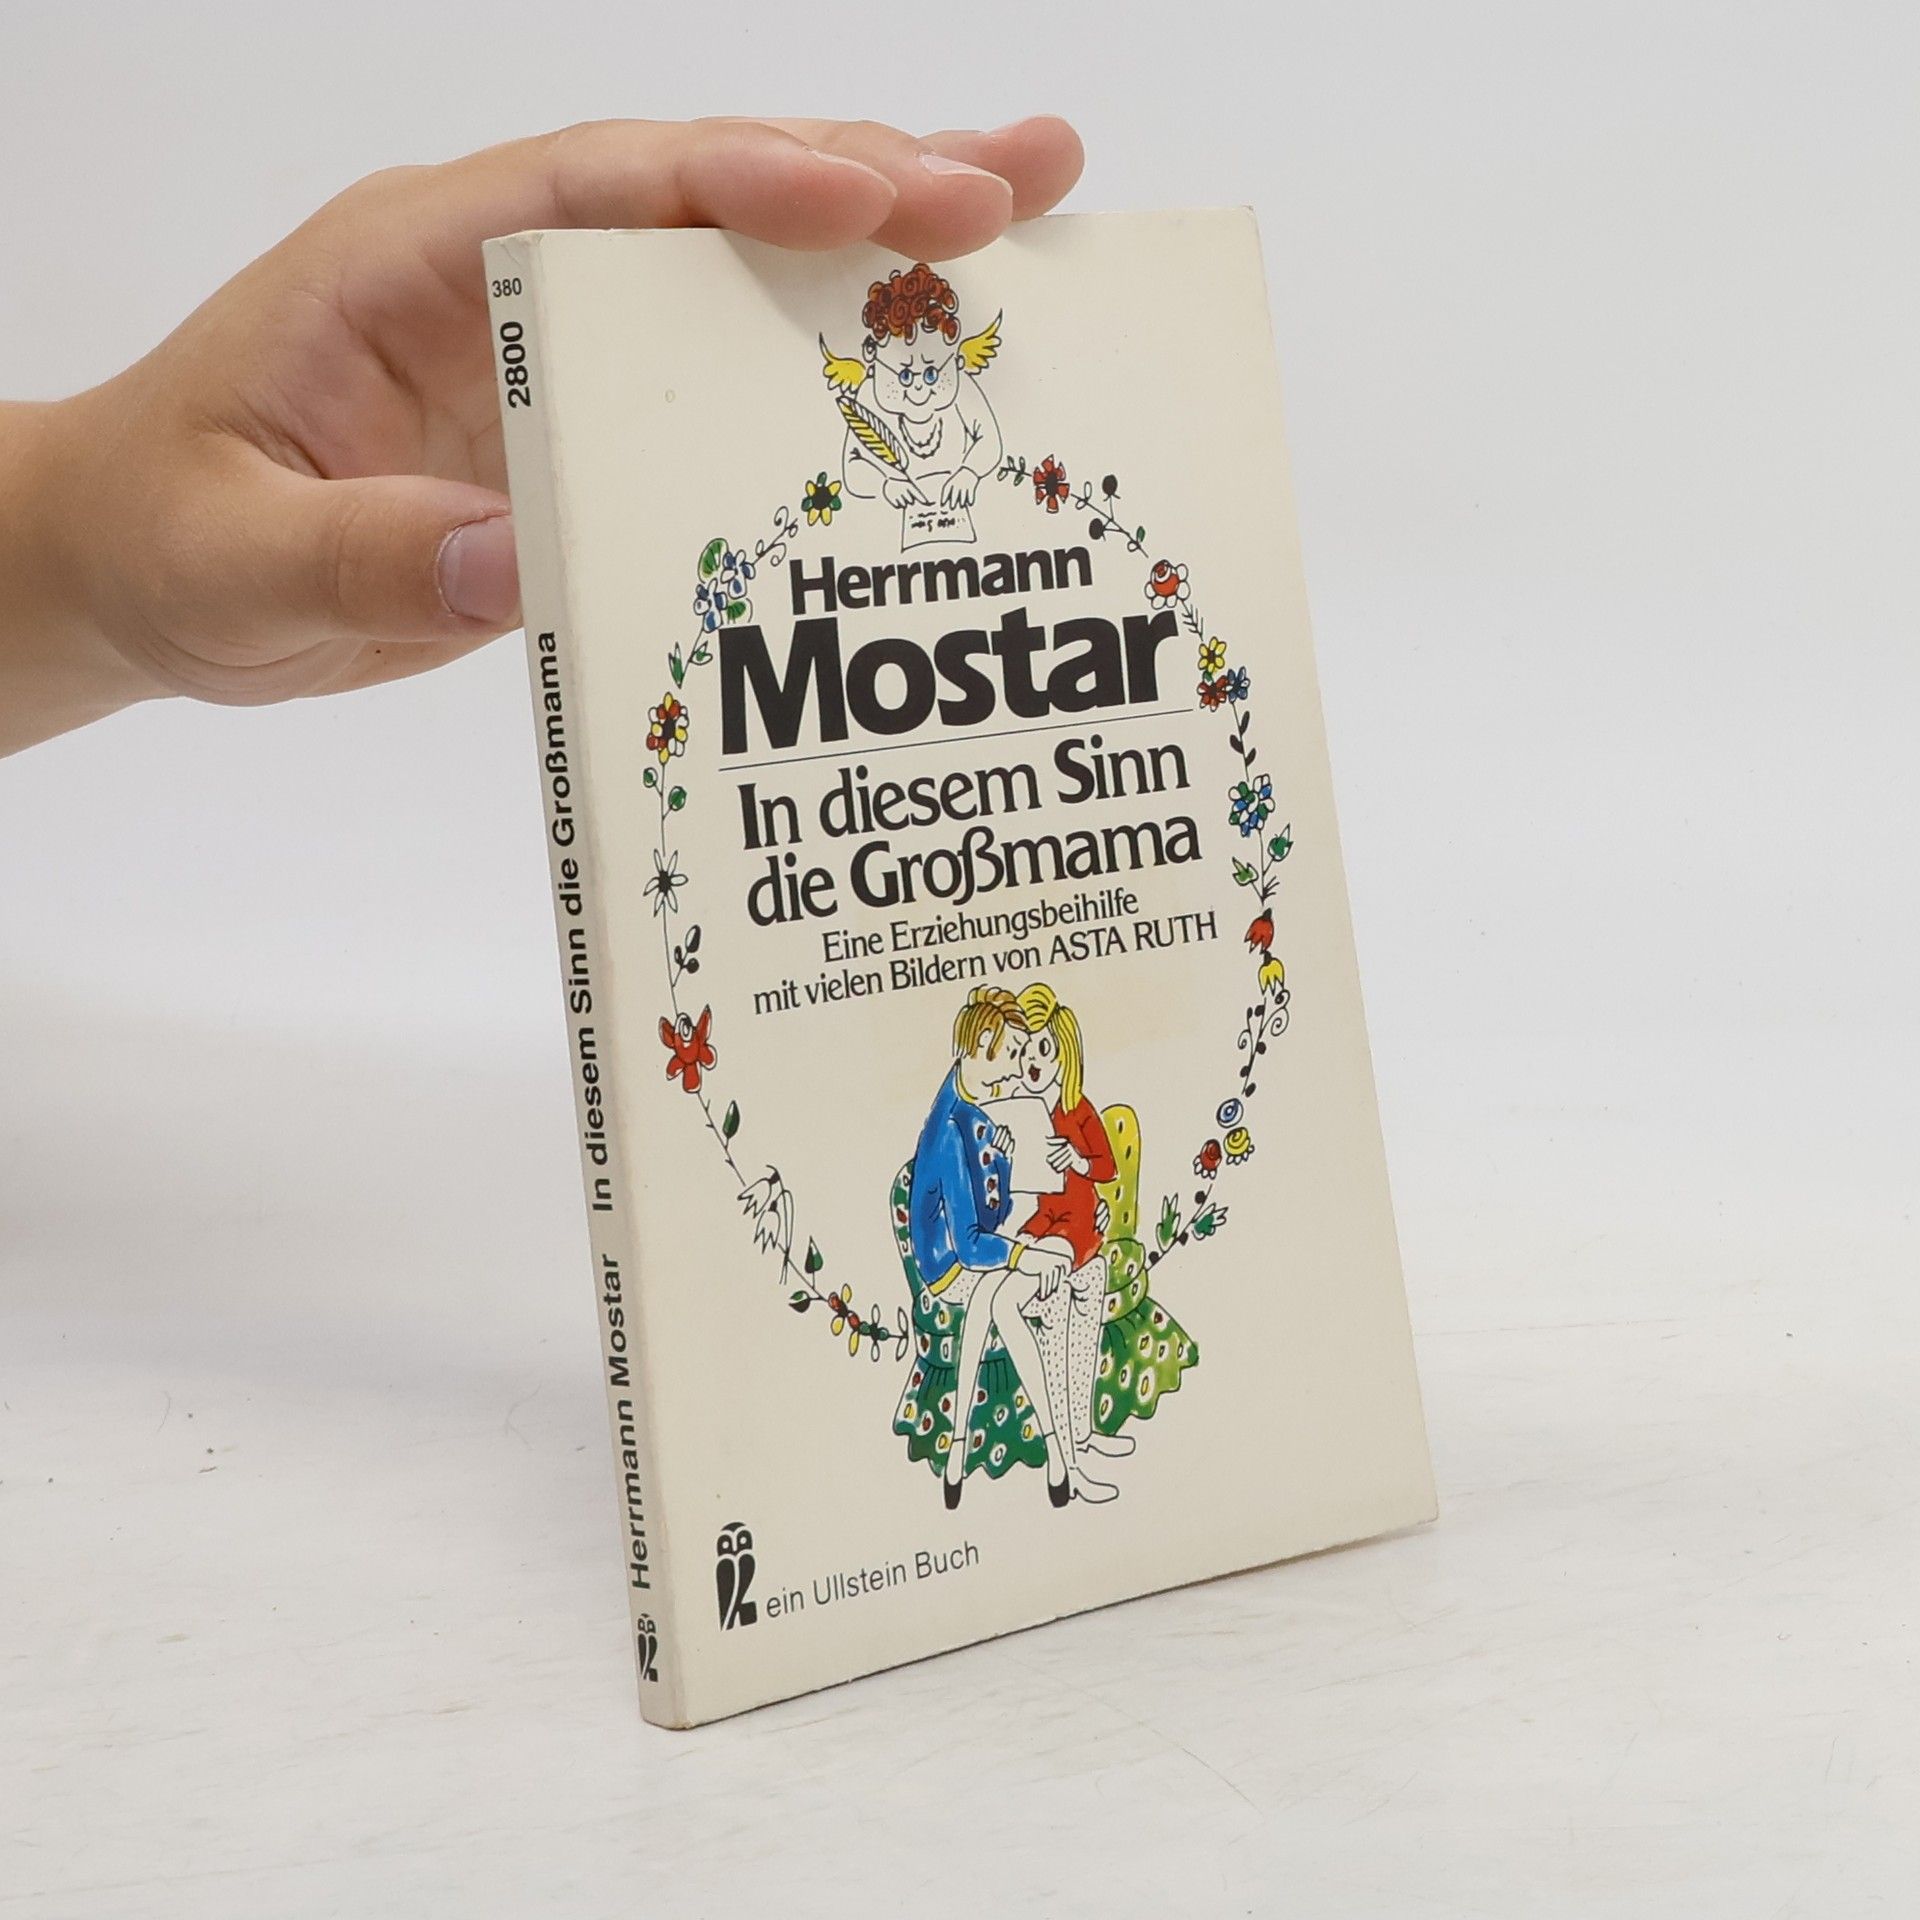 380
2800
Herrmann Mostar   In diesem Sinn die Großmama
Herrmann
Mostar
In diesem Sinn
die Großmama
Eine Erziehungsbeihilfe
mit vielen Bildern von ASTA RUTH
ein Ullstein Buch